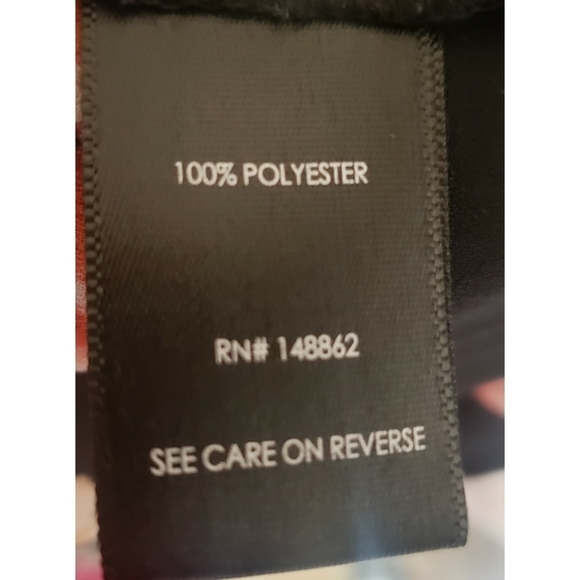 100% POLYESTER
RN# 148862
SEE CARE ON REVERSE